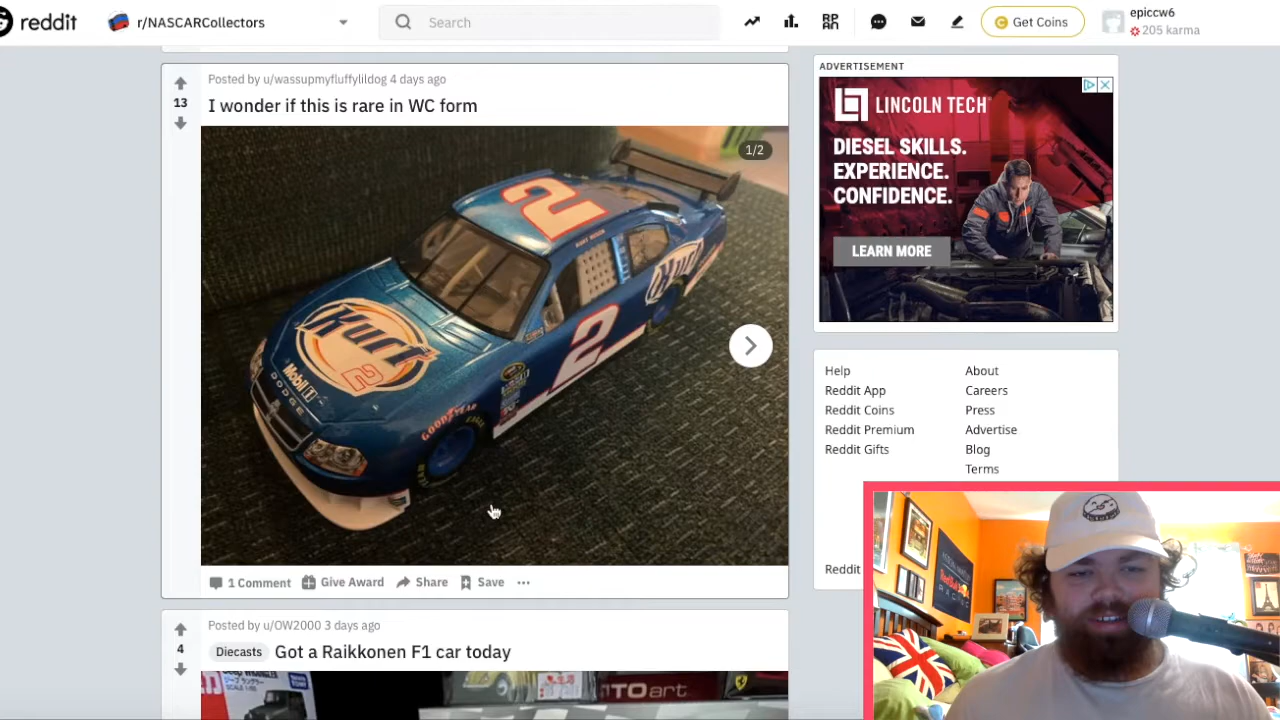 reddit
r/NASCARCollectors
Search
Get Coins
epiccw6
205 karma
Posted by u/wassupmyfluffylildog 4 days ago
13
I wonder if this is rare in WC form
1/2
2
Kurt
2
Mobil 1
DODGE
GOODYEAR
2
Kurt
1 Comment
Give Award
Share
Save
Posted by u/OW2000 3 days ago
4
Diecasts
Got a Raikkonen F1 car today
TOart
ADVERTISEMENT
LINCOLN TECH
DIESEL SKILLS.
EXPERIENCE.
CONFIDENCE.
LEARN MORE
Help
About
Reddit App
Careers
Reddit Coins
Press
Reddit Premium
Advertise
Reddit Gifts
Blog
Terms
Reddit